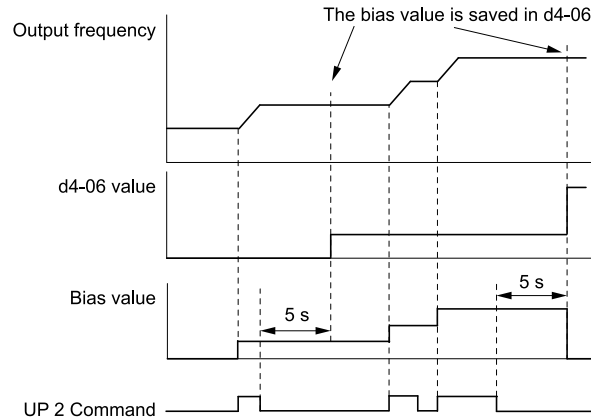 The bias value is saved in d4-06
Output frequency
d4-06 value
Bias value
5 s
5 s
UP 2 Command